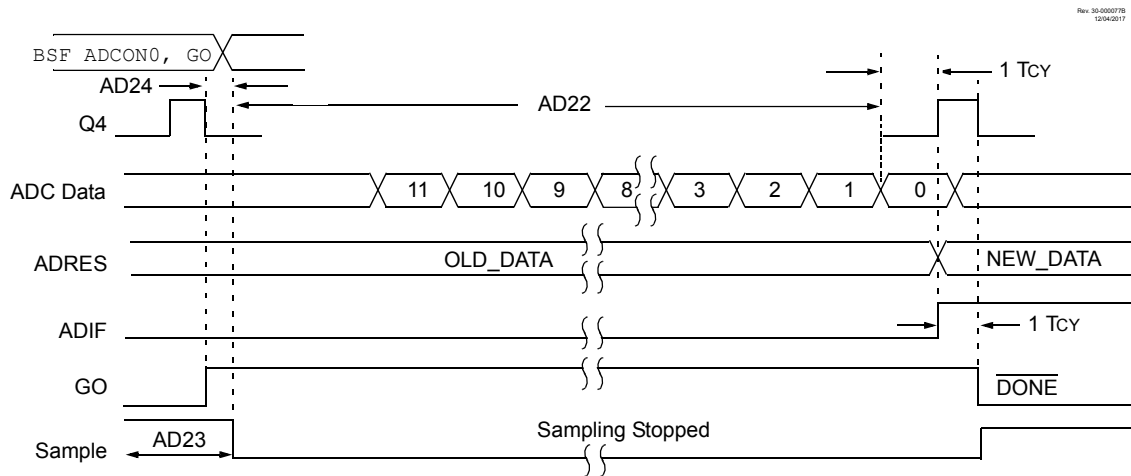 Rev. 30-000077B
12/04/2017
BSF ADCON0, GO
AD24
1 TCY
AD22
Q4
ADC Data
11 10 9 8 3 2 1 0
ADRES
OLD_DATA
NEW_DATA
ADIF
1 TCY
GO
DONE
AD23
Sampling Stopped
Sample